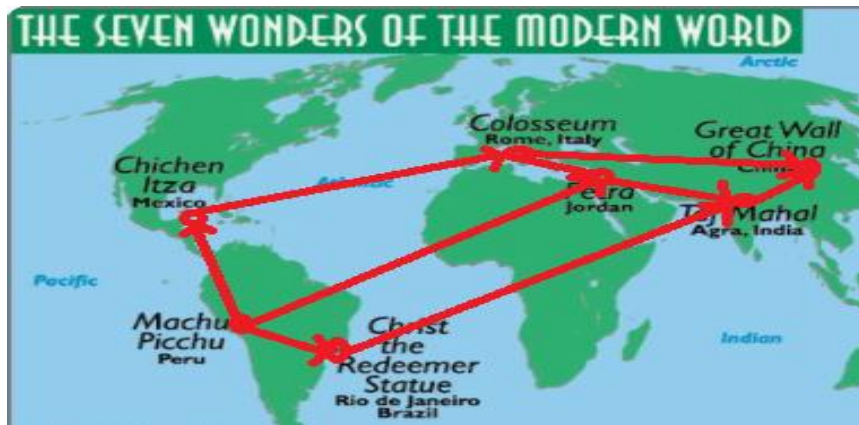 THE SEVEN WONDERS OF THE MODERN WORLD
Arctic
Colosseum
Rome, Italy
Great Wall
of China
China
Chichen
Itza
Mexico
Atlantic
Petra
Jordan
Taj Mahal
Agra, India
Pacific
Machu
Picchu
Peru
Christ
the
Redeemer
Statue
Rio de Janeiro
Brazil
Indian